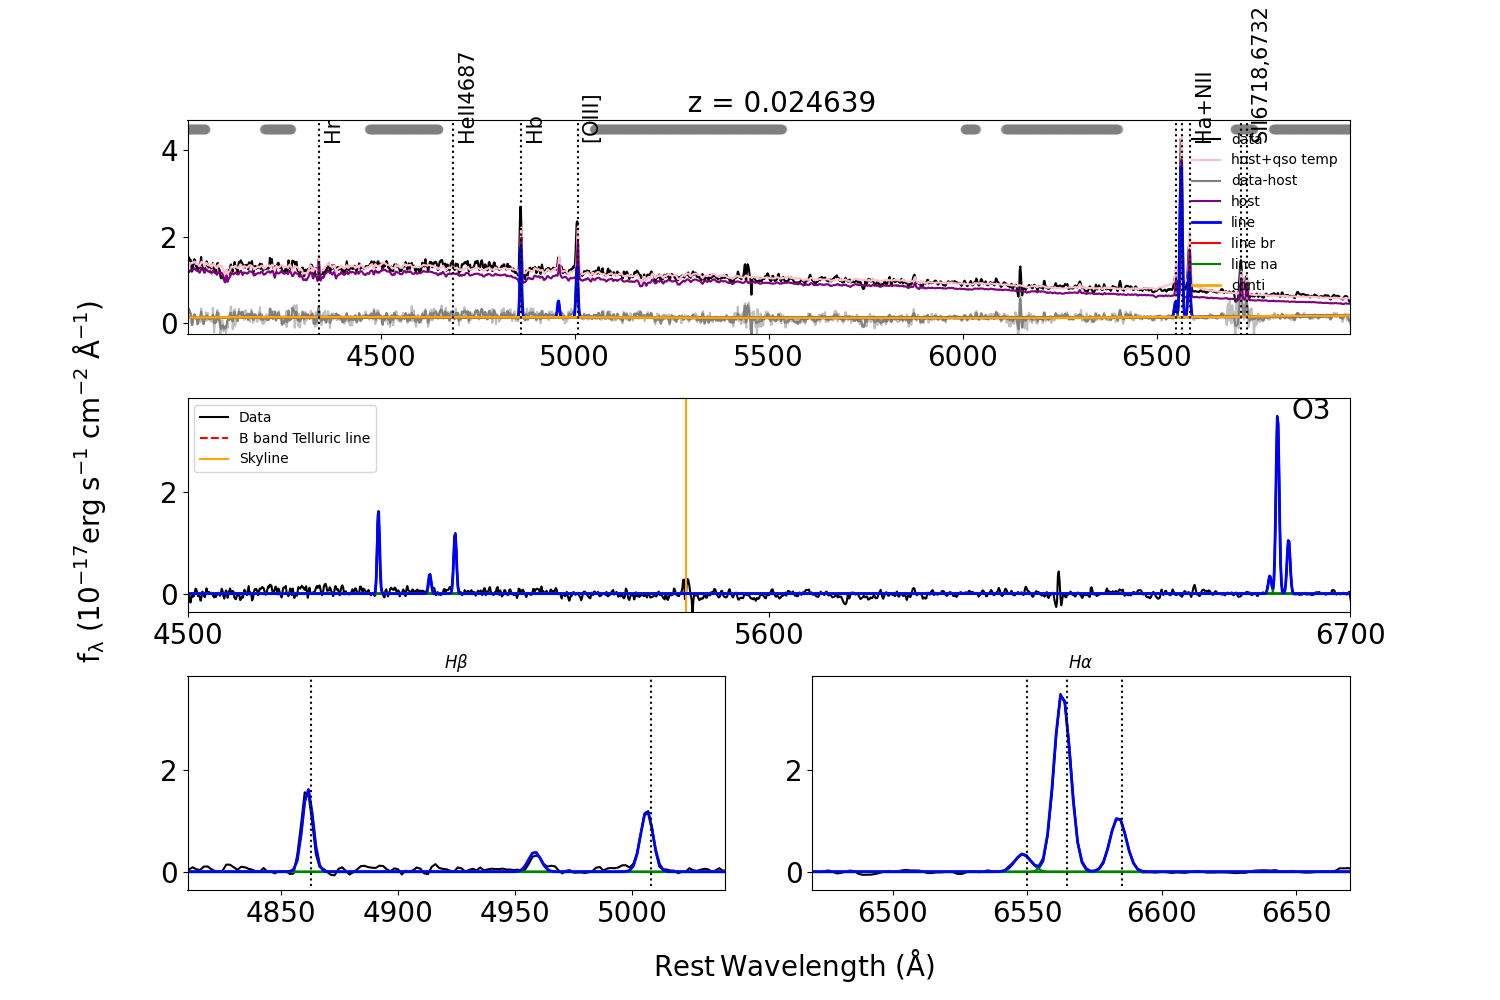 z = 0.024639
Hr
HeII4687
Hb
[OIII]
Ha+NII
SII6718,6732
data
host+qso temp
data-host
host
line
line br
line na
conti
4
2
0
4500 5000 5500 6000 6500
O3
Data
B band Telluric line
Skyline
2
0
4500 5600 6700
fλ (10−17erg s−1 cm−2 Å−1)
Hβ
2
0
4850 4900 4950 5000
Hα
2
0
6500 6550 6600 6650
Rest Wavelength (Å)